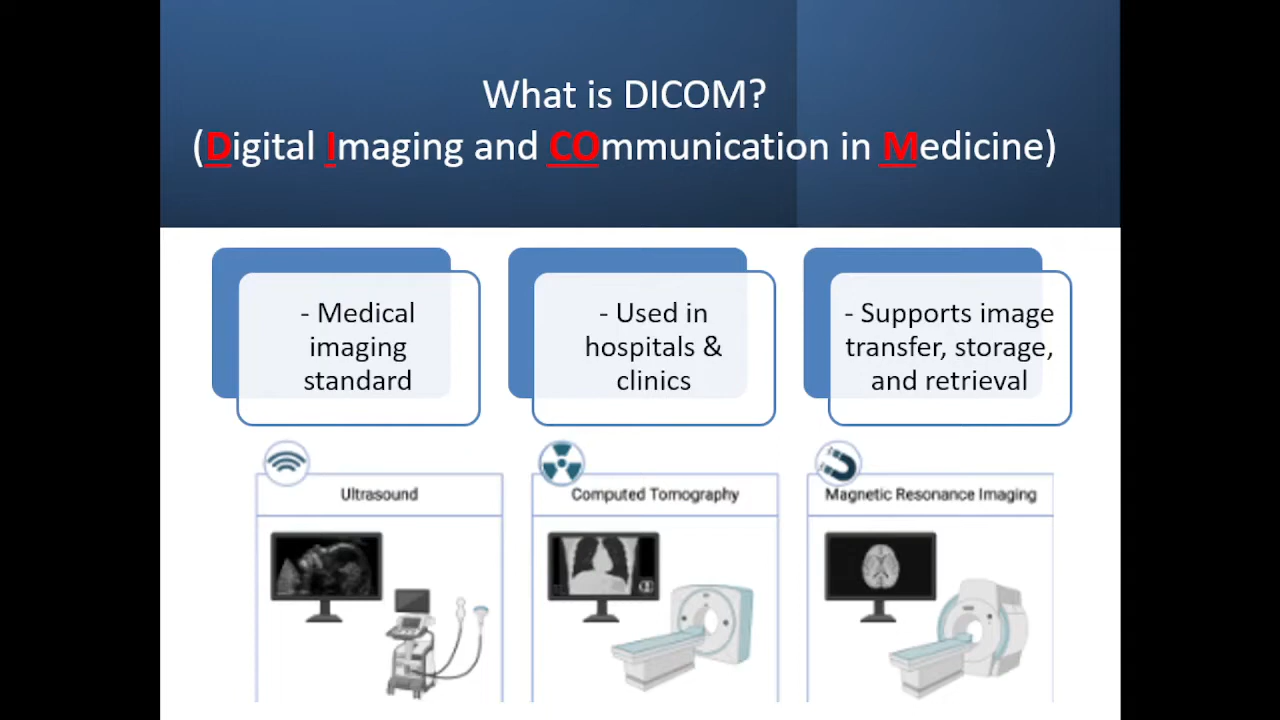 What is DICOM?
(Digital Imaging and COmmunication in Medicine)
- Medical
imaging
standard
- Used in
hospitals &
clinics
- Supports image
transfer, storage,
and retrieval
Ultrasound
Computed Tomography
Magnetic Resonance Imaging